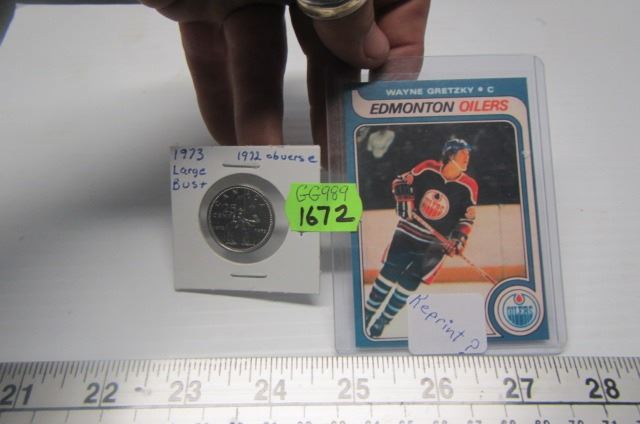 WAYNE GRETZKY • C
EDMONTON OILERS
1973 1972 obverse
Large
Bust
GG989
1672
OILERS
Reprint?
21 22 23 24 25 26 27 28